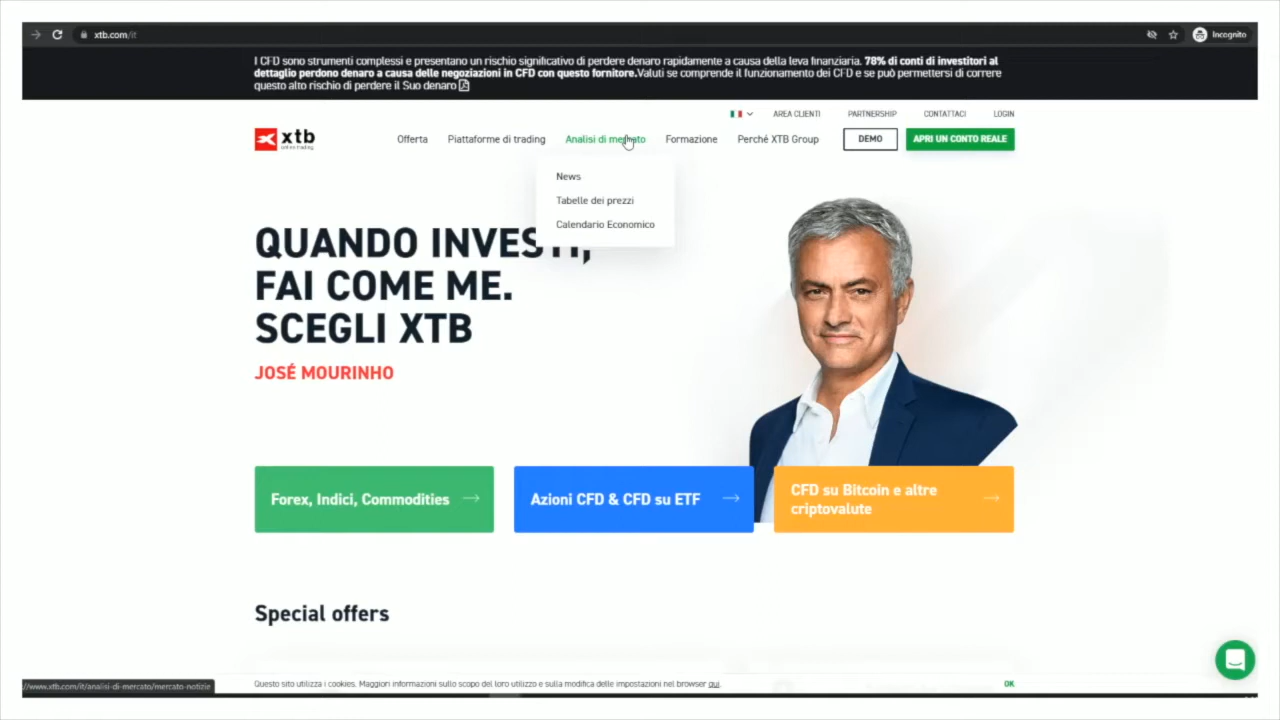 xtb.com/it
Incognito
I CFD sono strumenti complessi e presentano un rischio significativo di perdere denaro rapidamente a causa della leva finanziaria. 78% di conti di investitori al
dettaglio perdono denaro a causa delle negoziazioni in CFD con questo fornitore.Valuti se comprende il funzionamento dei CFD e se può permettersi di correre
questo alto rischio di perdere il Suo denaro
AREA CLIENTI PARTNERSHIP CONTATTACI LOGIN
xtb
online trading
Offerta Piattaforme di trading Analisi di mercato Formazione Perché XTB Group DEMO APRI UN CONTO REALE
News
Tabelle dei prezzi
Calendario Economico
QUANDO INVESTI,
FAI COME ME.
SCEGLI XTB
JOSÉ MOURINHO
Forex, Indici, Commodities
Azioni CFD & CFD su ETF
CFD su Bitcoin e altre
criptovalute
Special offers
//www.xtb.com/it/analisi-di-mercato/mercato-notizie
Questo sito utilizza i cookies. Maggiori informazioni sullo scopo del loro utilizzo e sulla modifica delle impostazioni nel browser qui.
OK